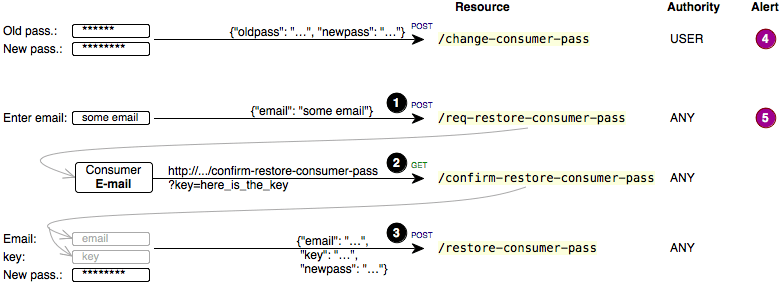 Resource Authority Alert
Old pass.: ******
{"oldpass": "...", "newpass": "..."} POST /change-consumer-pass USER 4
New pass.: ********
Enter email: some email {"email": "some email"} 1 POST /req-restore-consumer-pass ANY 5
Consumer
E-mail
http://.../confirm-restore-consumer-pass
?key=here_is_the_key
2 GET /confirm-restore-consumer-pass ANY
Email: email
key: key
New pass.: ********
{"email": "...",
"key": "...",
"newpass": "..."}
3 POST /restore-consumer-pass ANY